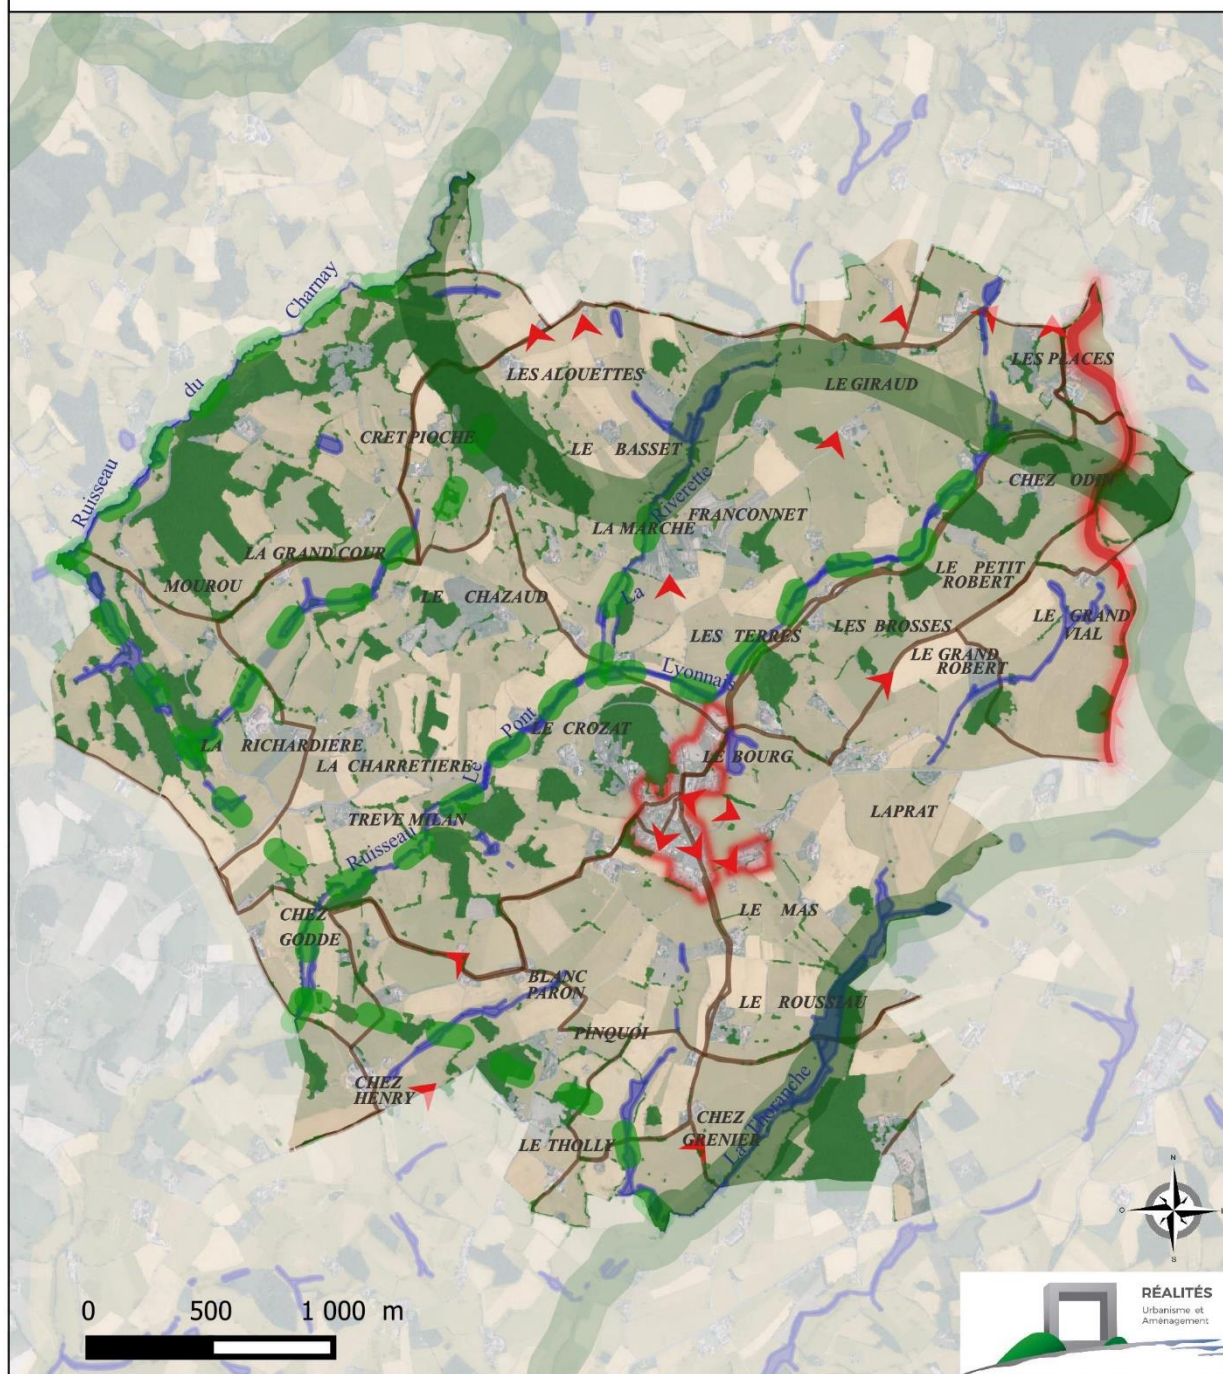 Charnay
du
Ruisseau
LES ALOUETTES
LES PLACES
LE GIRAUD
CRET PIOCHE
LE BASSET
CHEZ ODIN
Riverette
La
LA MARCHE
FRANCONNET
LA GRAND COUR
MOUROU
LE CHAZAUD
LE PETIT
ROBERT
LE GRAND
VIAL
LES TERRES
LES BROSSES
LE GRAND
ROBERT
Lyonnais
Pont
Le
Ruisseau
LE CROZAT
LA RICHARDIERE
LA CHARRETIERE
LE BOURG
TREVE MILAN
LAPRAT
CHEZ
GODDE
LE MAS
BLANC
PARON
LE ROUSSIAU
PINQUOI
CHEZ
HENRY
LE THOLLY
CHEZ
GRENIER
La Thoranche
N
O
S
0 500 1 000 m
RÉALITÉS
Urbanisme et
Aménagement